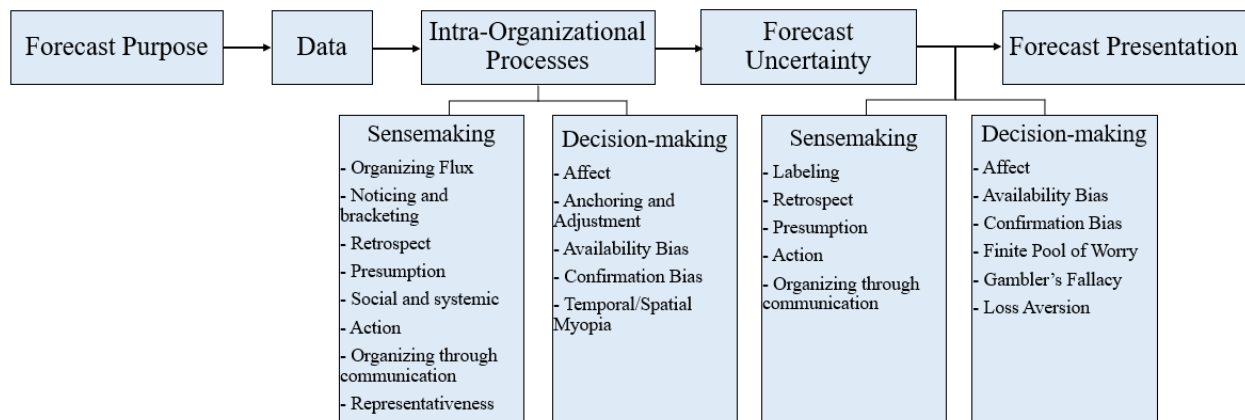 Forecast Purpose
Data
Intra-Organizational
Processes
Forecast
Uncertainty
Forecast Presentation
Sensemaking
- Organizing Flux
- Noticing and
bracketing
- Retrospect
- Presumption
- Social and systemic
- Action
- Organizing through
communication
- Representativeness
Decision-making
- Affect
- Anchoring and
Adjustment
- Availability Bias
- Confirmation Bias
- Temporal/Spatial
Myopia
Sensemaking
- Labeling
- Retrospect
- Presumption
- Action
- Organizing through
communication
Decision-making
- Affect
- Availability Bias
- Confirmation Bias
- Finite Pool of Worry
- Gambler’s Fallacy
- Loss Aversion